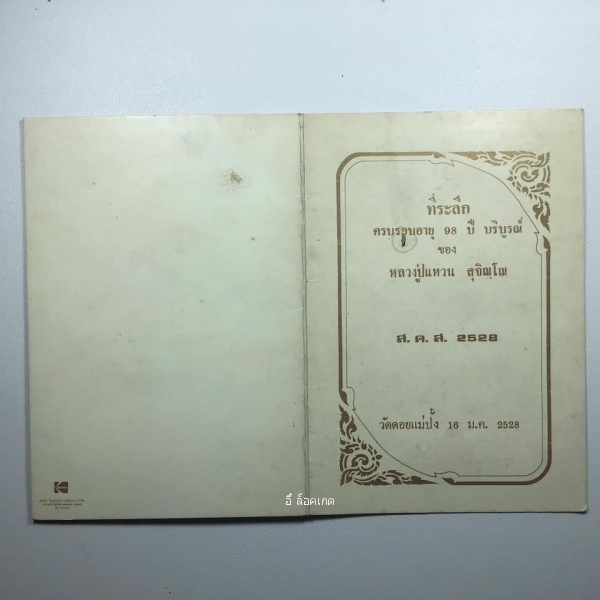 ที่ระลึก
ครบรอบอายุ 98 ปี บริบูรณ์
ของ
หลวงปู่แหวน สุจิณฺโณ
ส.ค.ส. 2528
วัดดอยแม่ปั๋ง 16 ม.ค. 2528
อี๊ ล็อคเกต